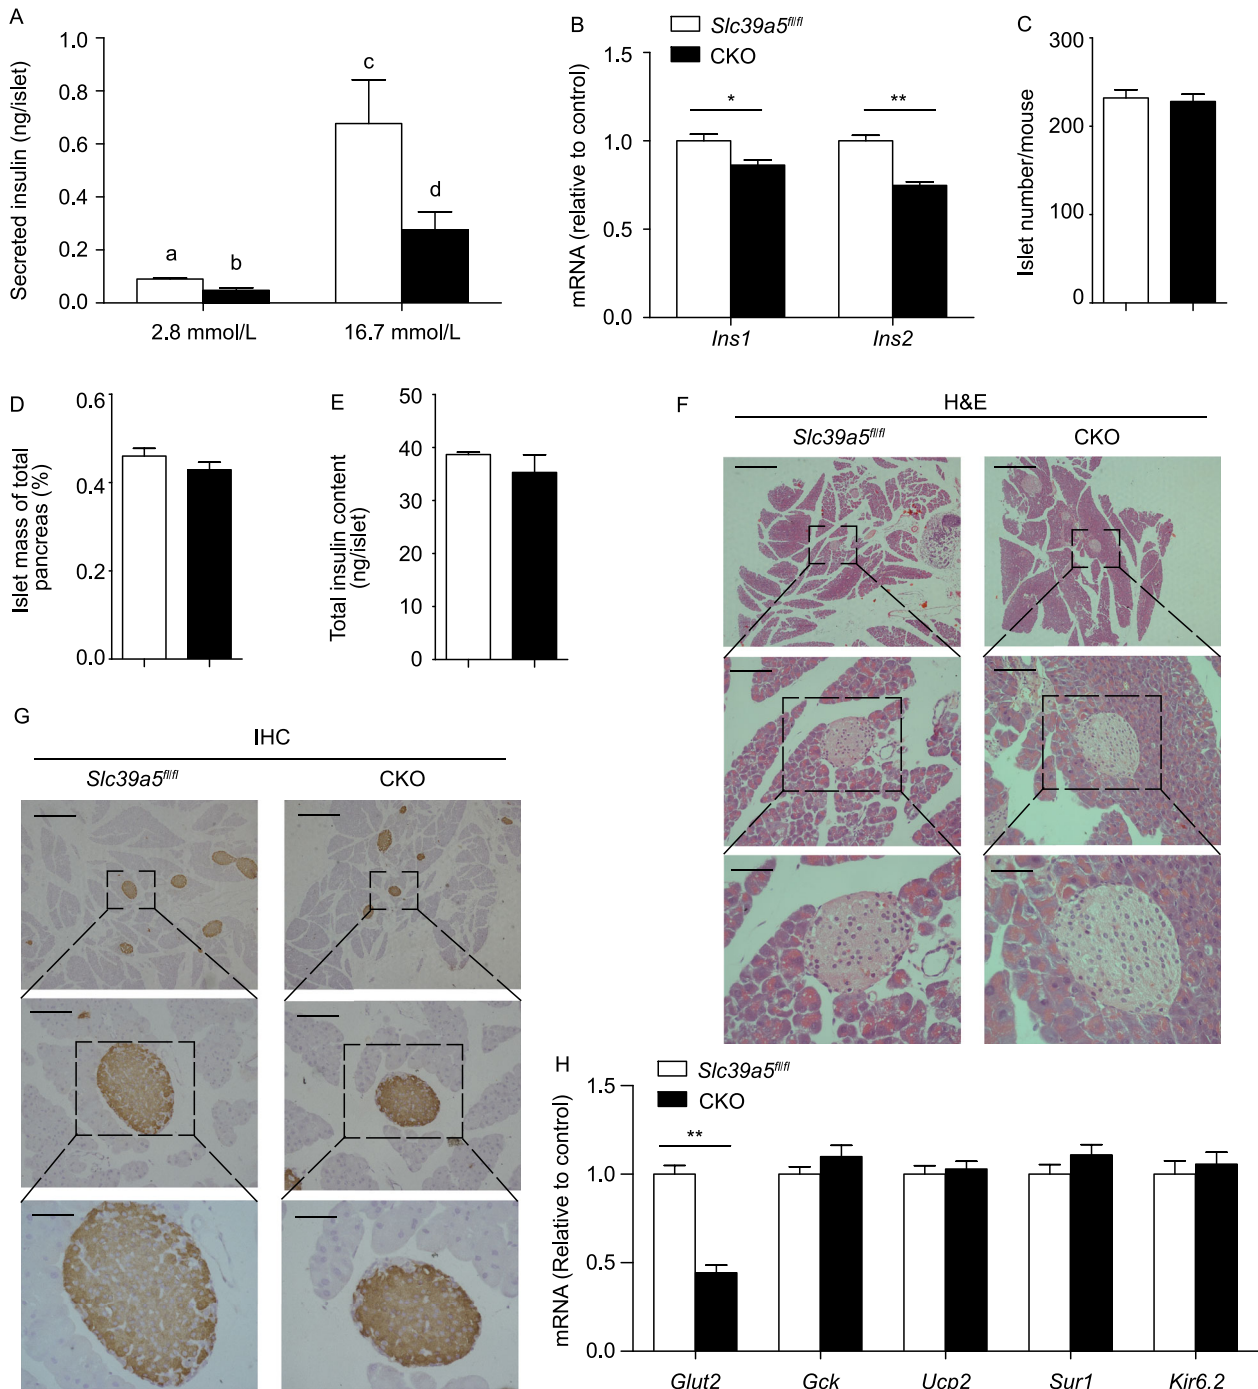 A
Secreted insulin (ng/islet)
1.0
0.8
0.6
0.4
0.2
0.0
a
b
c
d
2.8 mmol/L
16.7 mmol/L
B
Slc39a5fl/fl
CKO
mRNA (relative to control)
1.5
1.0
0.5
0.0
*
**
Ins1
Ins2
C
Islet number/mouse
300
200
100
0
D
Islet mass of total
pancreas (%)
0.6
0.4
0.2
0.0
E
Total insulin content
(ng/islet)
50
40
30
20
10
0
F
H&E
Slc39a5fl/fl
CKO
G
IHC
Slc39a5fl/fl
CKO
H
Slc39a5fl/fl
CKO
mRNA (Relative to control)
1.5
1.0
0.5
0.0
**
Glut2
Gck
Ucp2
Sur1
Kir6.2